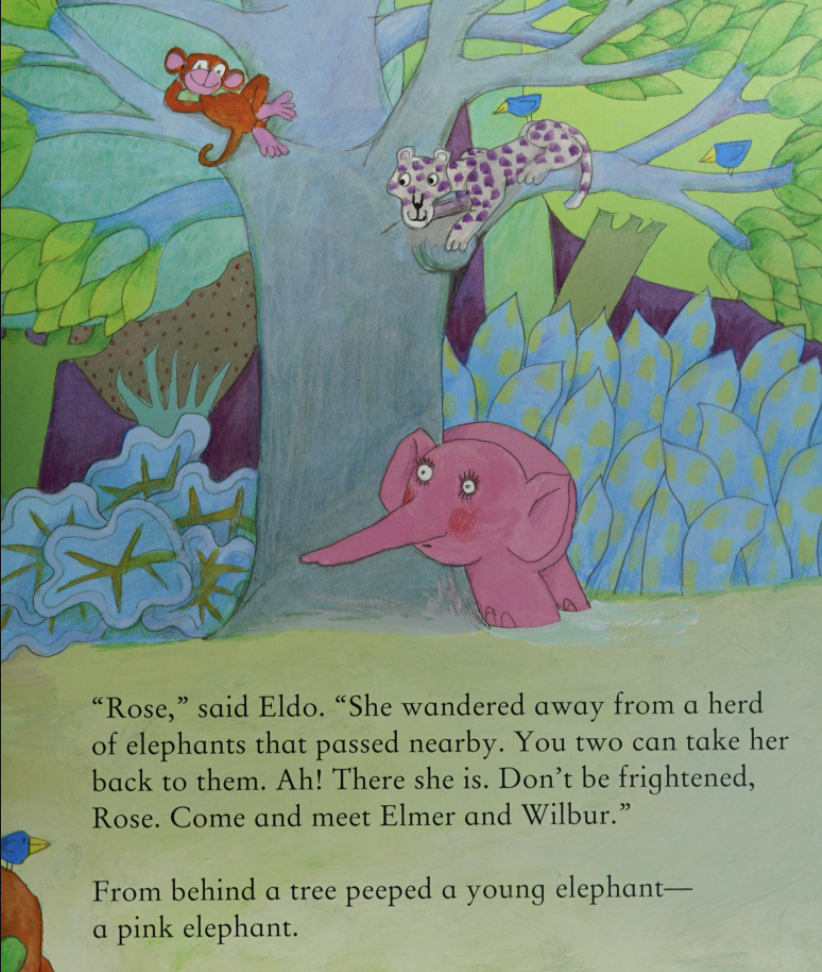 “Rose,” said Eldo. “She wandered away from a herd
of elephants that passed nearby. You two can take her
back to them. Ah! There she is. Don’t be frightened,
Rose. Come and meet Elmer and Wilbur.”
From behind a tree peeped a young elephant—
a pink elephant.